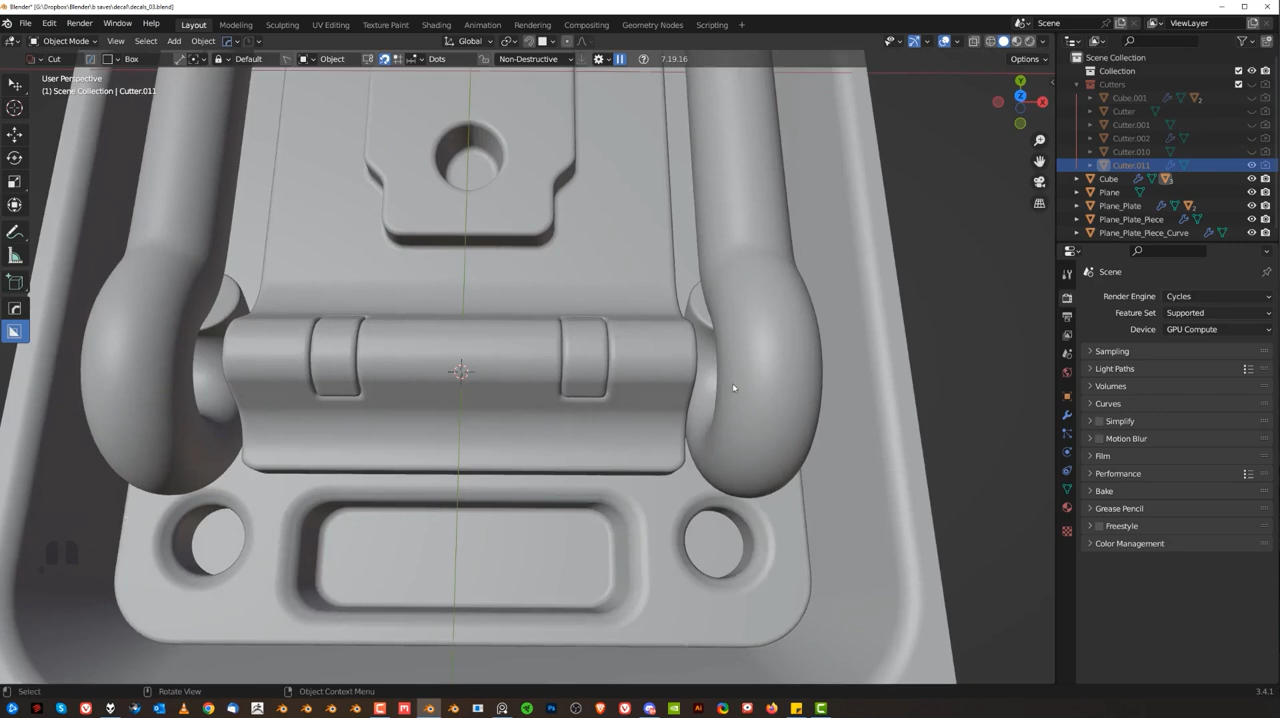 Blender* [G:\Dropbox\Blender\b saves\decal\decals_03.blend]
File Edit Render Window Help Layout Modeling Sculpting UV Editing Texture Paint Shading Animation Rendering Compositing Geometry Nodes Scripting + Scene ViewLayer
Object Mode View Select Add Object Global
Cut Box Default Object Dots Non-Destructive 7.19.16 Options
User Perspective
(1) Scene Collection | Cutter.011
Y
Z
X
Scene Collection
Collection
Cutters
Cube.001 2
Cutter
Cutter.001
Cutter.002
Cutter.010
Cutter.011
Cube 3
Plane
Plane_Plate 2
Plane_Plate_Piece
Plane_Plate_Piece_Curve
Scene
Render Engine Cycles
Feature Set Supported
Device GPU Compute
Sampling
Light Paths
Volumes
Curves
Simplify
Motion Blur
Film
Performance
Bake
Grease Pencil
Freestyle
Color Management
Select Rotate View Object Context Menu 3.4.1